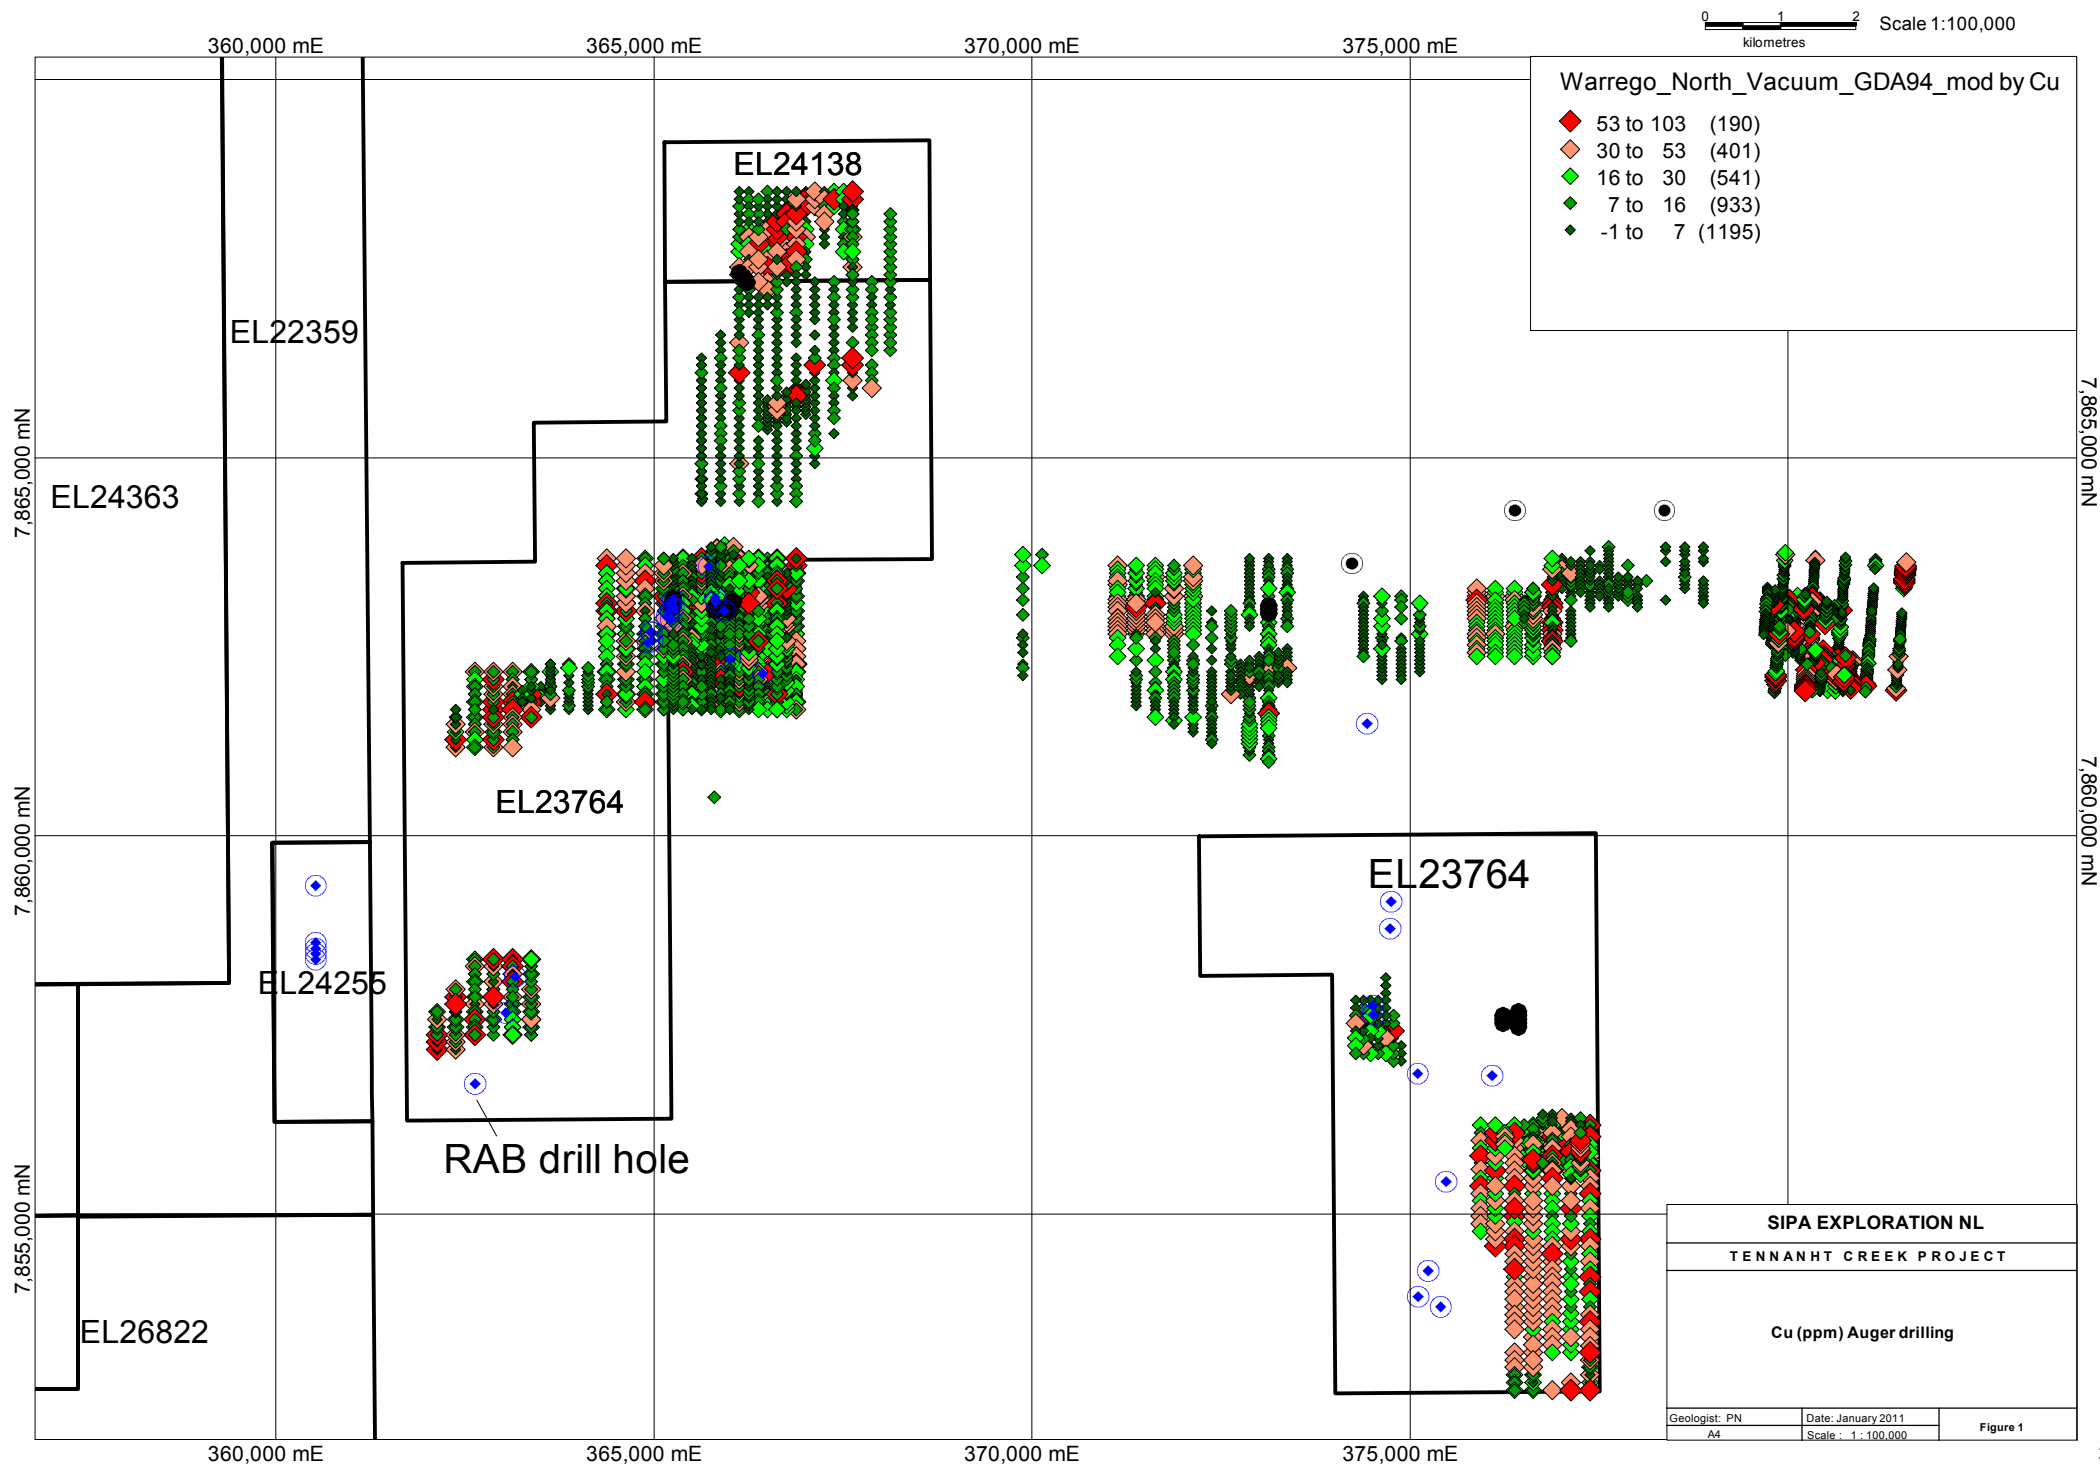 0 1 2 Scale 1:100,000
kilometres
360,000 mE 365,000 mE 370,000 mE 375,000 mE
Warrego_North_Vacuum_GDA94_mod by Cu
53 to 103 (190)
30 to 53 (401)
16 to 30 (541)
7 to 16 (933)
-1 to 7 (1195)
EL24138
EL22359
7,865,000 mN 7,865,000 mN
EL24363
EL23764
7,860,000 mN 7,860,000 mN
EL23764
EL24255
RAB drill hole
7,855,000 mN
EL26822
SIPA EXPLORATION NL
TENNANHT CREEK PROJECT
Cu (ppm) Auger drilling
Geologist: PN Date: January 2011
A4 Scale : 1 : 100,000 Figure 1
360,000 mE 365,000 mE 370,000 mE 375,000 mE